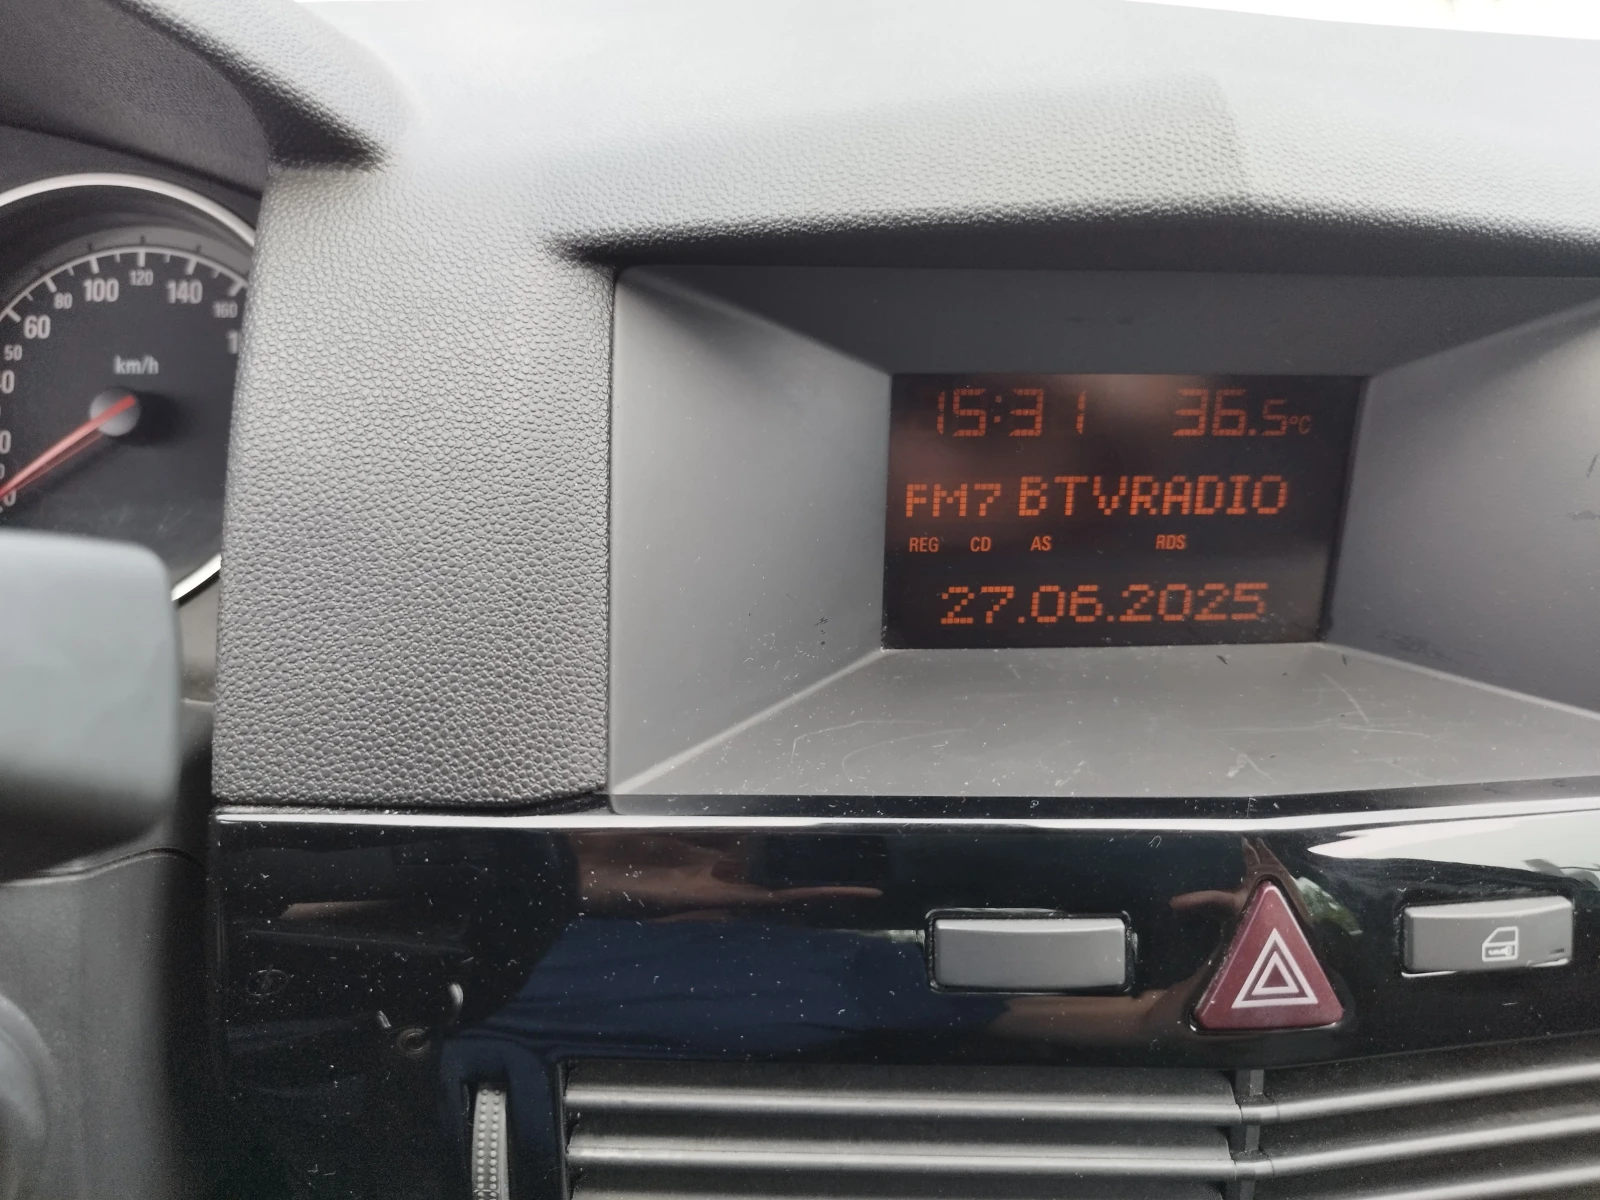 100 120 140
80 160
60
50
km/h
15:31 36.5°C
FM7 BTVRADIO
REG CD AS RDS
27.06.2025